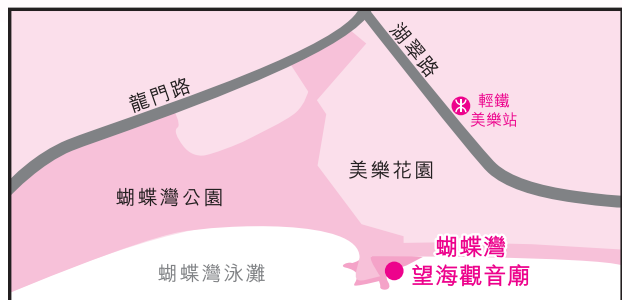 龍門路
湖翠路
輕鐵
美樂站
美樂花園
蝴蝶灣公園
蝴蝶灣
望海觀音廟
蝴蝶灣泳灘